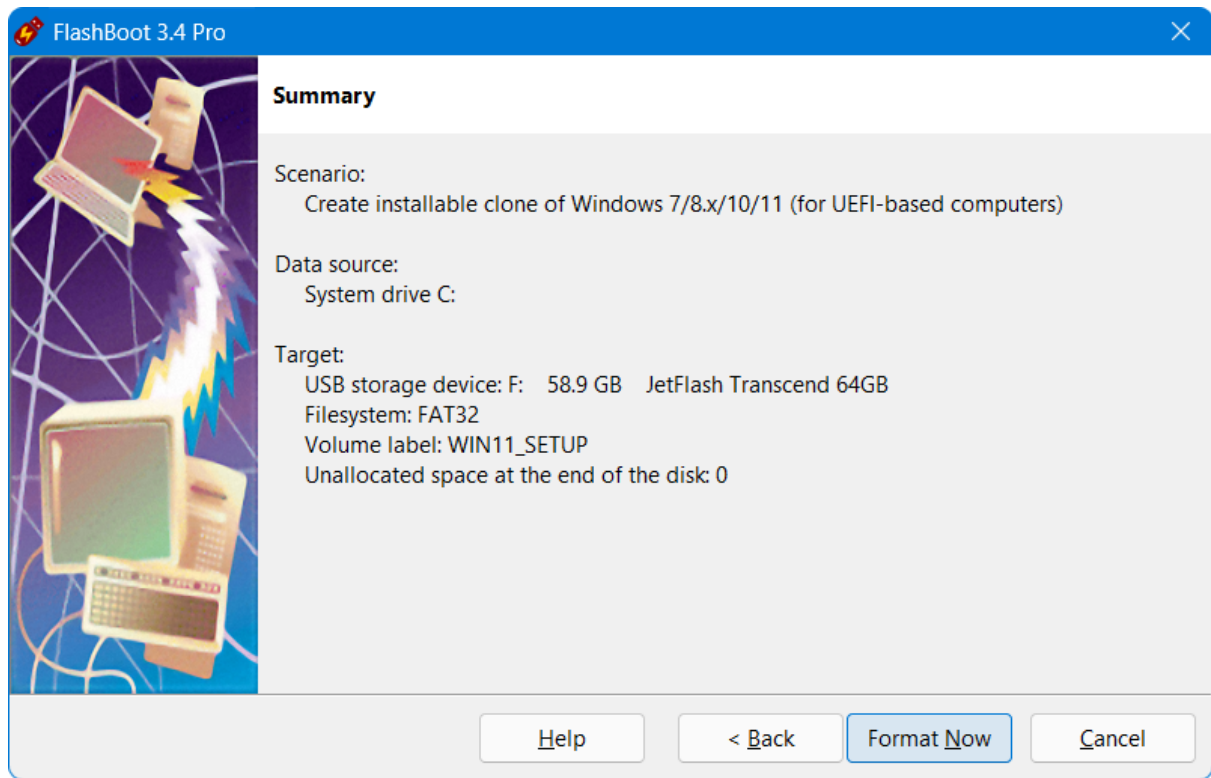 FlashBoot 3.4 Pro
Summary
Scenario:
Create installable clone of Windows 7/8.x/10/11 (for UEFI-based computers)
Data source:
System drive C:
Target:
USB storage device: F: 58.9 GB JetFlash Transcend 64GB
Filesystem: FAT32
Volume label: WIN11_SETUP
Unallocated space at the end of the disk: 0
Help
< Back
Format Now
Cancel